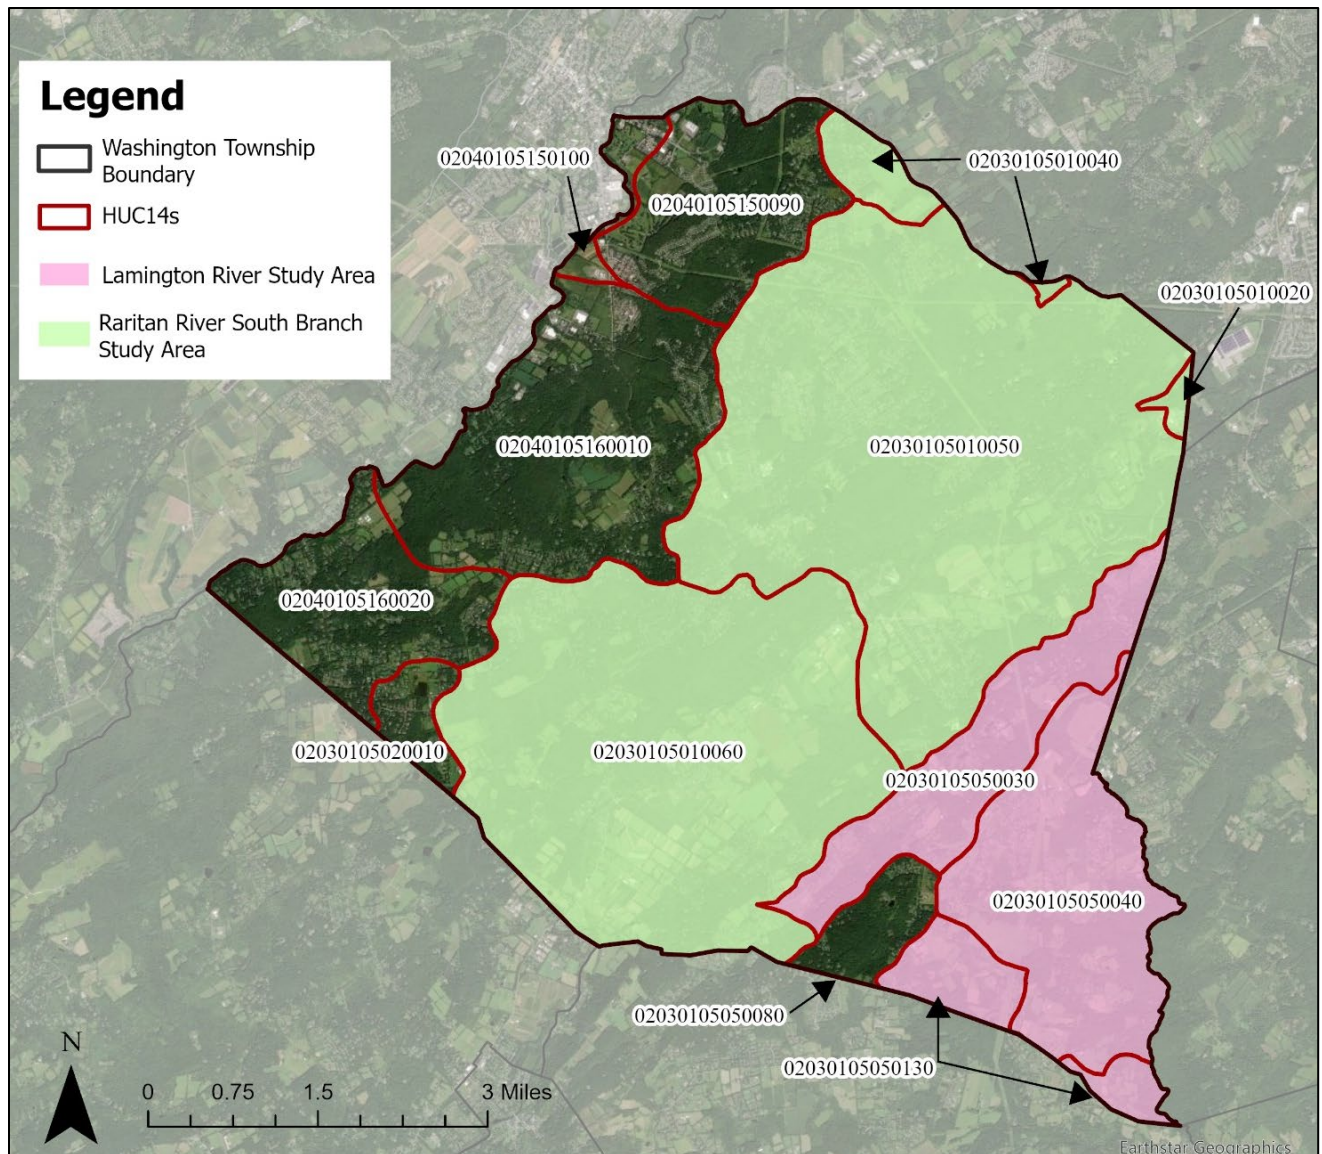 Legend
Washington Township
Boundary
HUC14s
Lamington River Study Area
Raritan River South Branch
Study Area
02040105150100
02030105010040
02040105150090
02030105010020
02040105160010
02030105010050
02040105160020
02030105020010
02030105010060
02030105050030
02030105050040
02030105050080
02030105050130
N
0 0.75 1.5 3 Miles
Earthstar Geographics